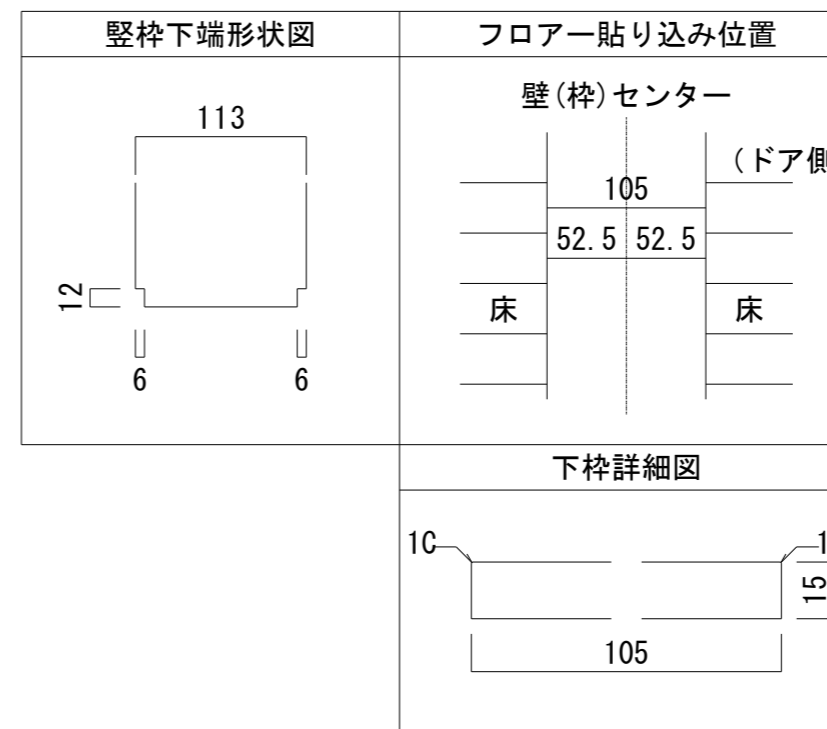 竪枠下端形状図
113
12
6
6
フロアー貼り込み位置
壁(枠)センター
(ドア側
105
52.5
52.5
床
床
下枠詳細図
1C
1
15
105